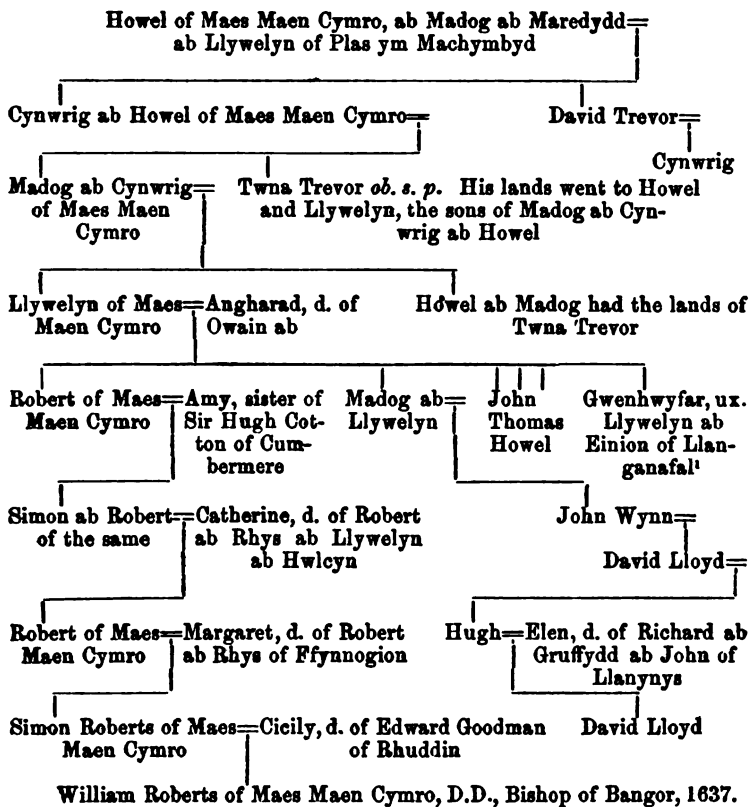 Howel of Maes Maen Cymro, ab Madog ab Maredydd=
ab Llywelyn of Plas ym Machymbyd
Cynwrig ab Howel of Maes Maen Cymro= David Trevor=
Cynwrig
Madog ab Cynwrig= Twna Trevor ob. s. p. His lands went to Howel
of Maes Maen and Llywelyn, the sons of Madog ab Cyn-
Cymro wrig ab Howel
Llywelyn of Maes=Angharad, d. of Howel ab Madog had the lands of
Maen Cymro Owain ab Twna Trevor
Robert of Maes=Amy, sister of Madog ab= John Gwenhwyfar, ux.
Maen Cymro Sir Hugh Cot- Llywelyn Thomas Llywelyn ab
ton of Cum- Howel Einion of Llan-
bermere ganafal¹
Simon ab Robert=Catherine, d. of Robert John Wynn=
of the same ab Rhys ab Llywelyn
ab Hwlcyn David Lloyd=
Robert of Maes=Margaret, d. of Robert Hugh=Elen, d. of Richard ab
Maen Cymro ab Rhys of Ffynnogion Gruffydd ab John of
Llanynys
Simon Roberts of Maes=Cicily, d. of Edward Goodman David Lloyd
Maen Cymro of Rhuddin
William Roberts of Maes Maen Cymro, D.D., Bishop of Bangor, 1637.